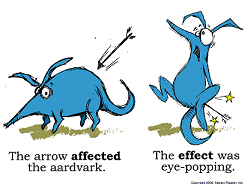 The arrow affected
the aardvark.
The effect was
eye-popping.